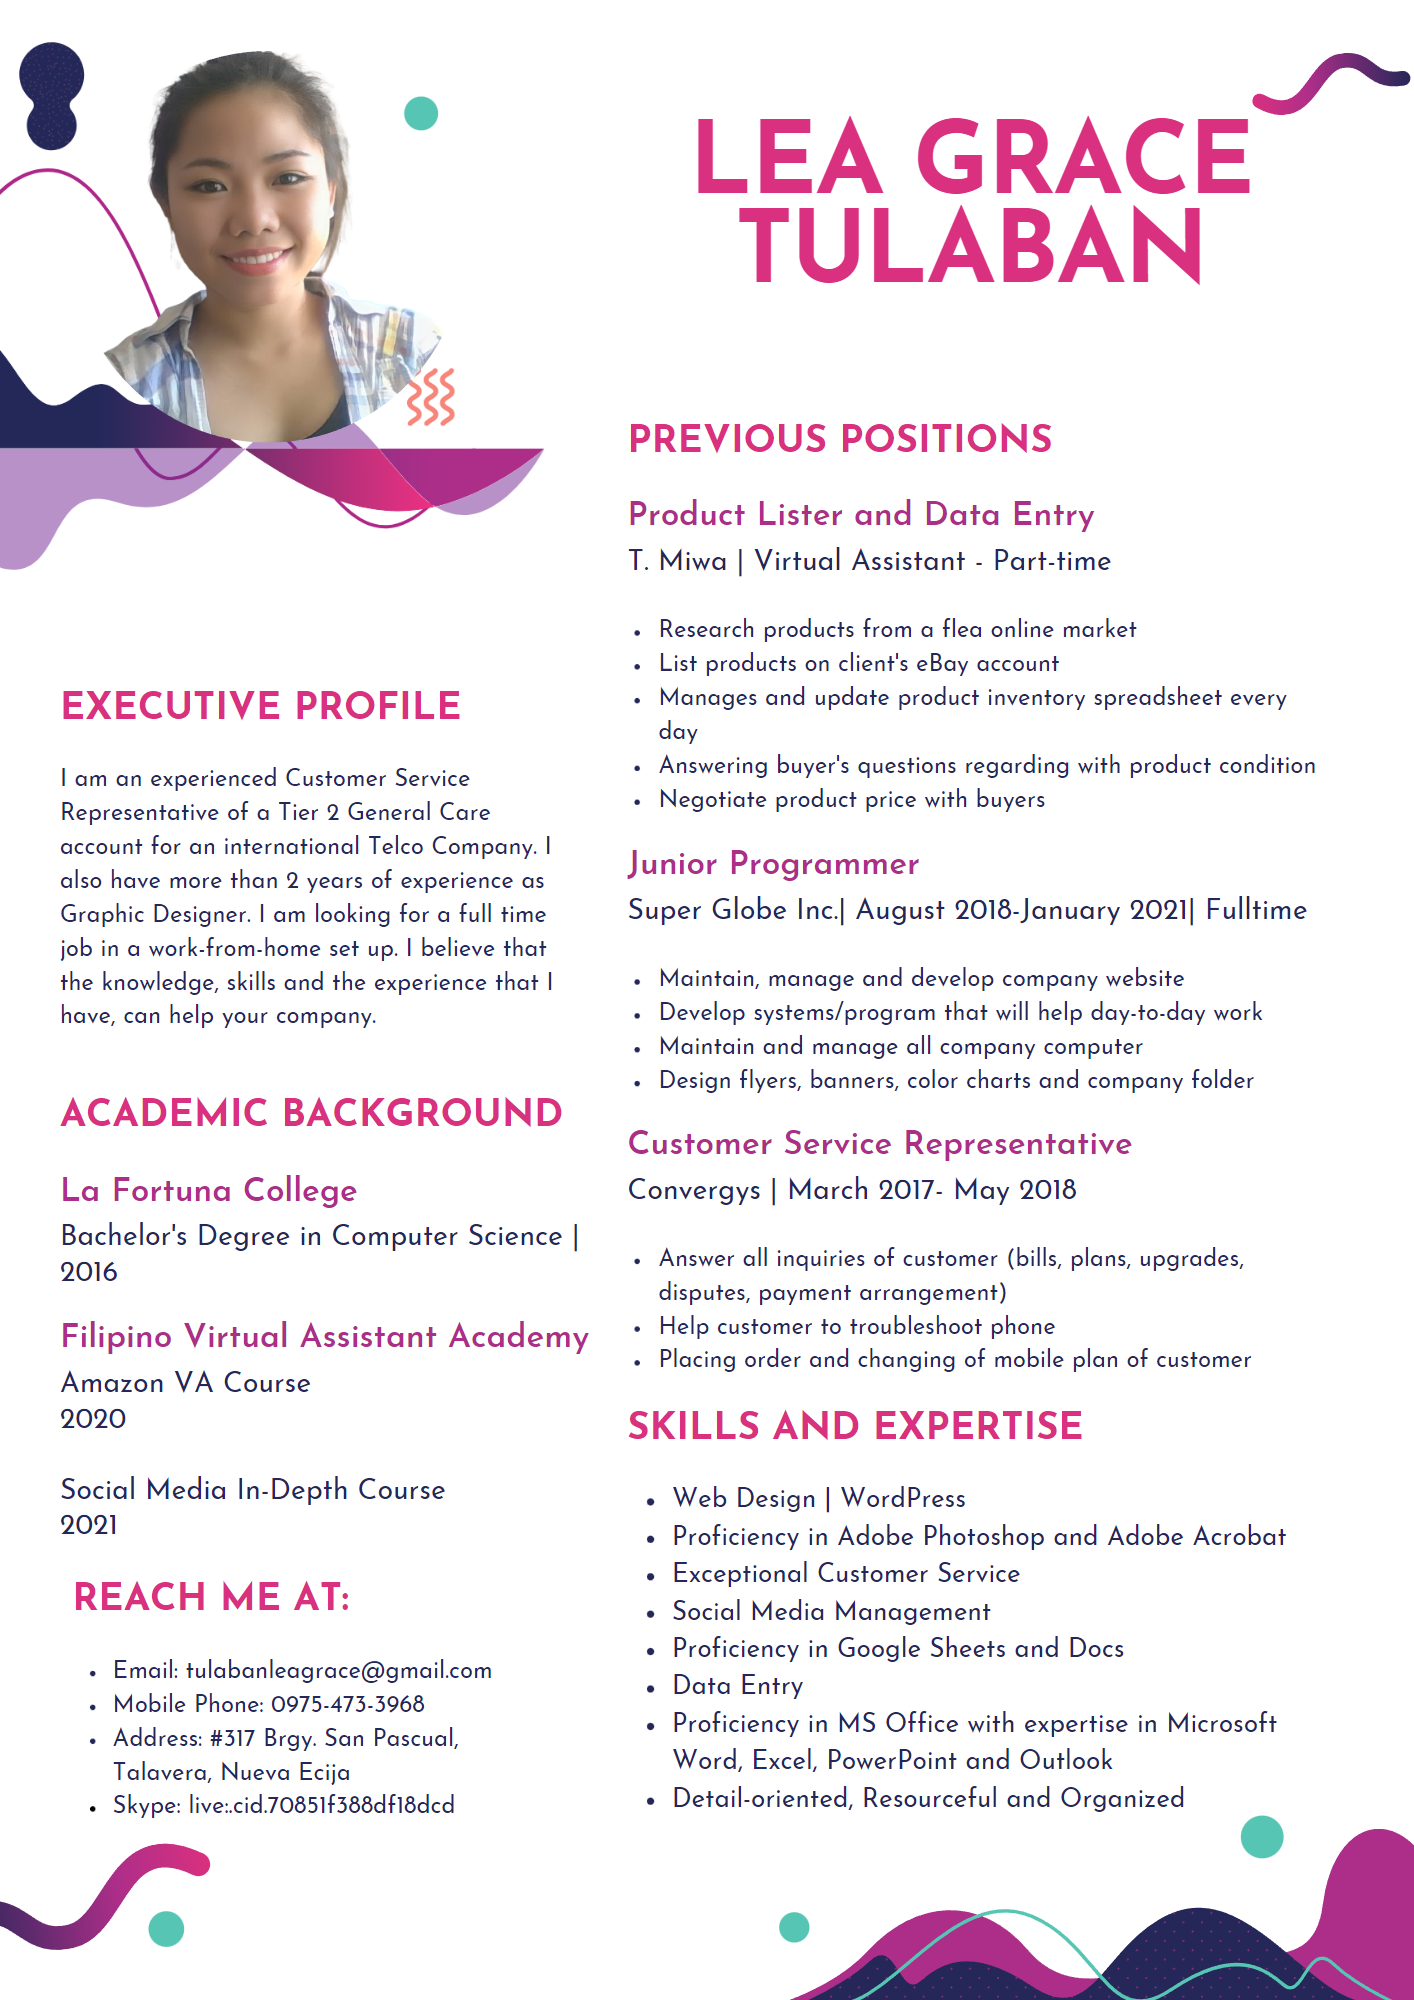 LEA GRACE
TULABAN
EXECUTIVE PROFILE
I am an experienced Customer Service
Representative of a Tier 2 General Care
account for an international Telco Company. I
also have more than 2 years of experience as
Graphic Designer. I am looking for a full time
job in a work-from-home set up. I believe that
the knowledge, skills and the experience that I
have, can help your company.
ACADEMIC BACKGROUND
La Fortuna College
Bachelor's Degree in Computer Science |
2016
Filipino Virtual Assistant Academy
Amazon VA Course
2020
Social Media In-Depth Course
2021
REACH ME AT:
• Email: tulabanleagrace@gmail.com
• Mobile Phone: 0975-473-3968
• Address: #317 Brgy. San Pascual,
Talavera, Nueva Ecija
• Skype: live:.cid.70851f388df18dcd
PREVIOUS POSITIONS
Product Lister and Data Entry
T. Miwa | Virtual Assistant - Part-time
• Research products from a flea online market
• List products on client's eBay account
• Manages and update product inventory spreadsheet every
day
• Answering buyer's questions regarding with product condition
• Negotiate product price with buyers
Junior Programmer
Super Globe Inc.| August 2018-January 2021| Fulltime
• Maintain, manage and develop company website
• Develop systems/program that will help day-to-day work
• Maintain and manage all company computer
• Design flyers, banners, color charts and company folder
Customer Service Representative
Convergys | March 2017- May 2018
• Answer all inquiries of customer (bills, plans, upgrades,
disputes, payment arrangement)
• Help customer to troubleshoot phone
• Placing order and changing of mobile plan of customer
SKILLS AND EXPERTISE
• Web Design | WordPress
• Proficiency in Adobe Photoshop and Adobe Acrobat
• Exceptional Customer Service
• Social Media Management
• Proficiency in Google Sheets and Docs
• Data Entry
• Proficiency in MS Office with expertise in Microsoft
Word, Excel, PowerPoint and Outlook
• Detail-oriented, Resourceful and Organized